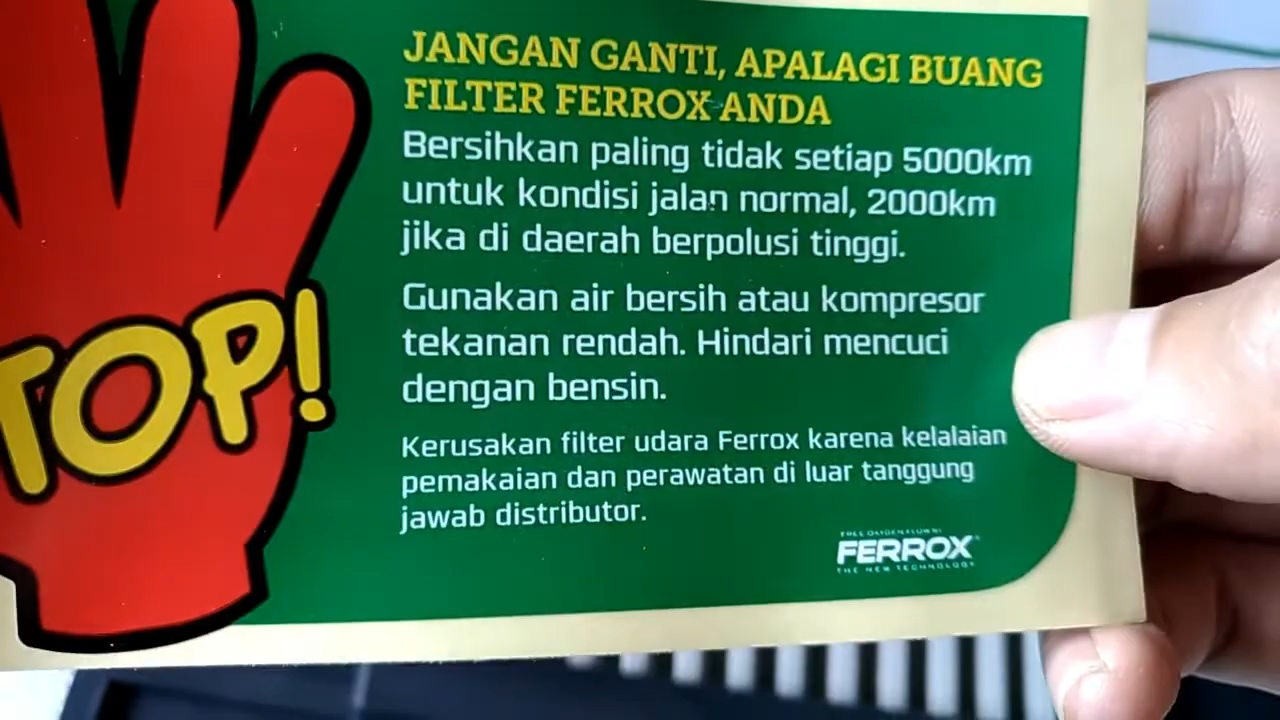 TOP!
JANGAN GANTI, APALAGI BUANG
FILTER FERROX ANDA
Bersihkan paling tidak setiap 5000km
untuk kondisi jalan normal, 2000km
jika di daerah berpolusi tinggi.
Gunakan air bersih atau kompresor
tekanan rendah. Hindari mencuci
dengan bensin.
Kerusakan filter udara Ferrox karena kelalaian
pemakaian dan perawatan di luar tanggung
jawab distributor.
FERROX
THE NEW TECHNOLOGY